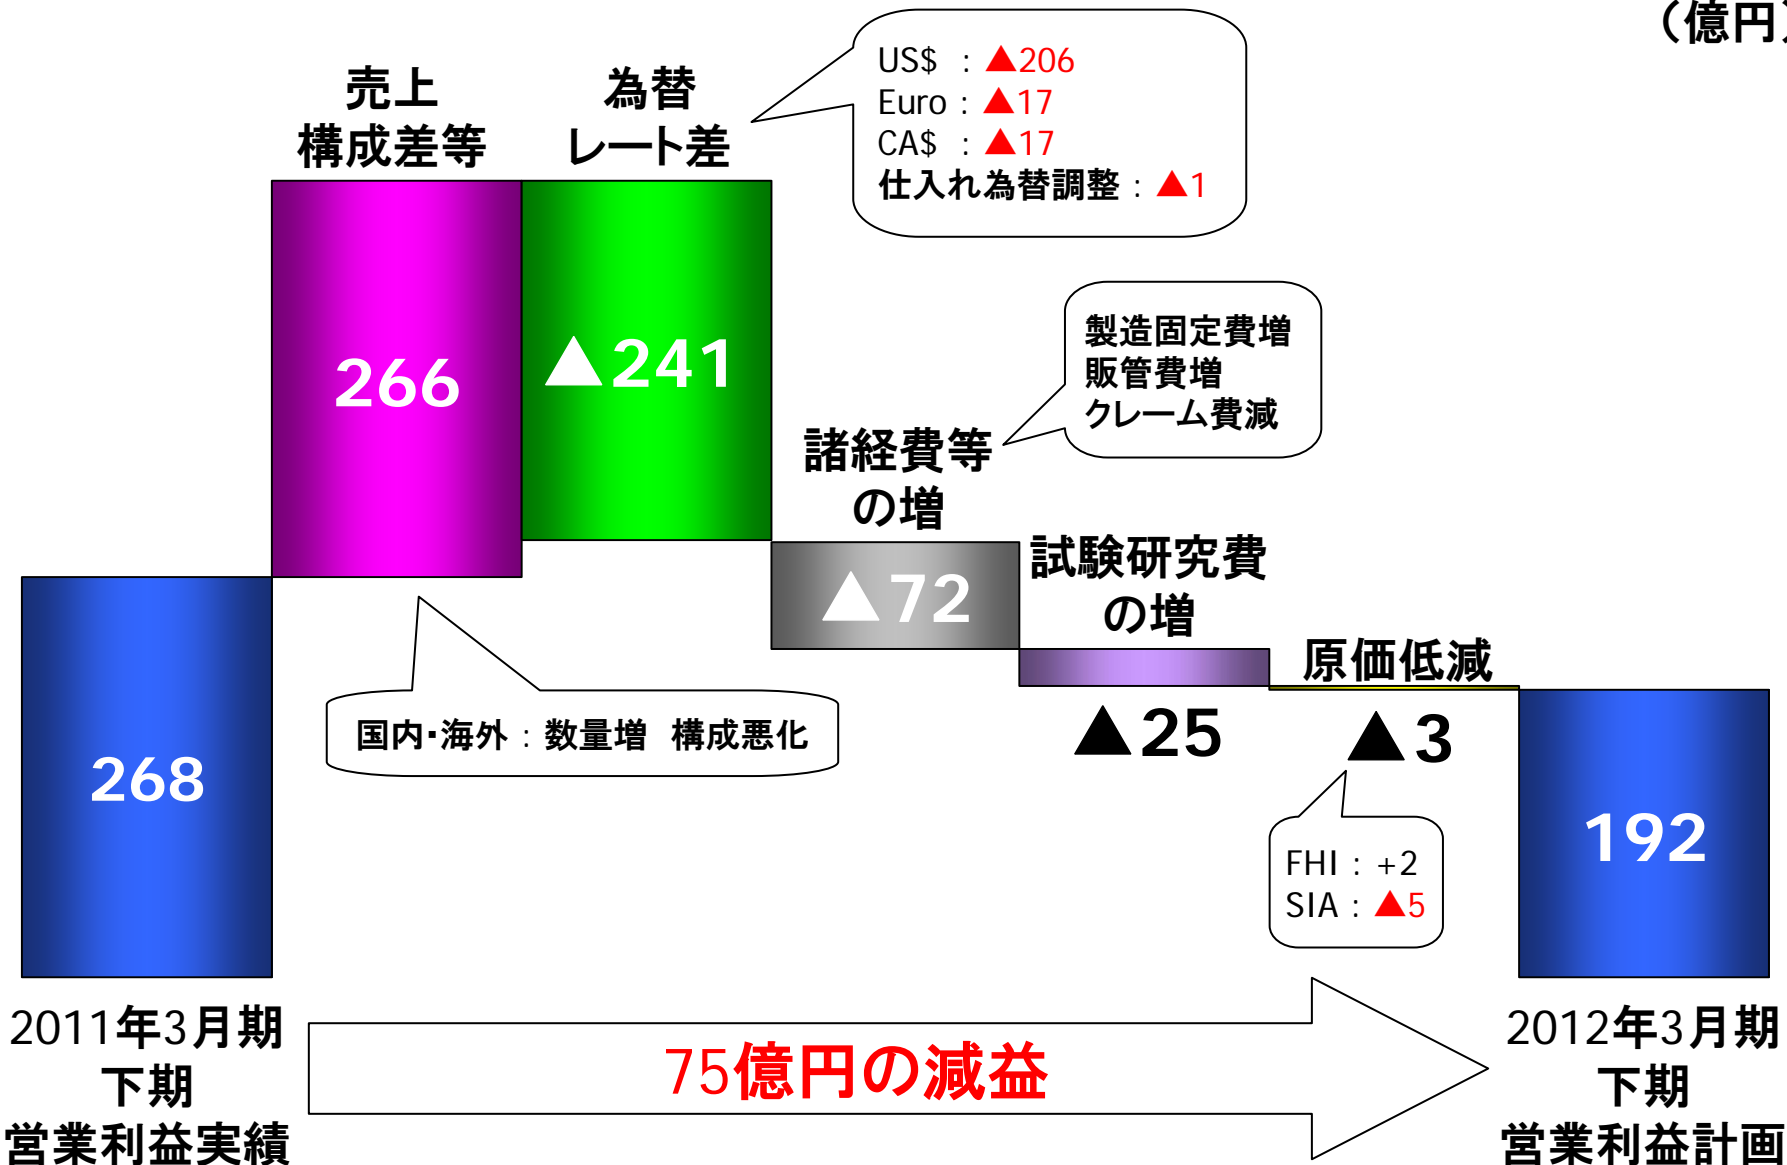 （億円）
売上
構成差等
為替
レート差
US$ : ▲206
Euro : ▲17
CA$ : ▲17
仕入れ為替調整 : ▲1
266
▲241
製造固定費増
販管費増
クレーム費減
諸経費等
の増
▲72
試験研究費
の増
▲25
原価低減
▲3
国内･海外 : 数量増 構成悪化
268
FHI : +2
SIA : ▲5
192
2011年3月期
下期
営業利益実績
75億円の減益
2012年3月期
下期
営業利益計画